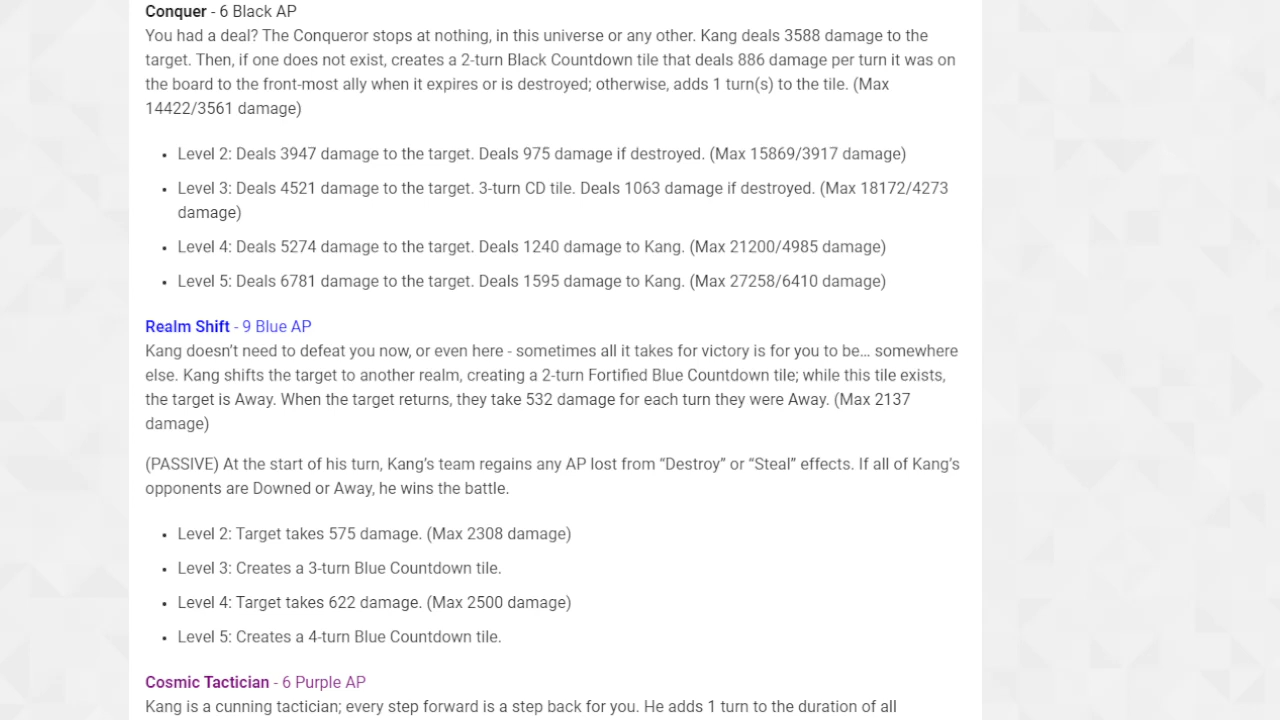 Conquer - 6 Black AP
You had a deal? The Conqueror stops at nothing, in this universe or any other. Kang deals 3588 damage to the
target. Then, if one does not exist, creates a 2-turn Black Countdown tile that deals 886 damage per turn it was on
the board to the front-most ally when it expires or is destroyed; otherwise, adds 1 turn(s) to the tile. (Max
14422/3561 damage)
• Level 2: Deals 3947 damage to the target. Deals 975 damage if destroyed. (Max 15869/3917 damage)
• Level 3: Deals 4521 damage to the target. 3-turn CD tile. Deals 1063 damage if destroyed. (Max 18172/4273
damage)
• Level 4: Deals 5274 damage to the target. Deals 1240 damage to Kang. (Max 21200/4985 damage)
• Level 5: Deals 6781 damage to the target. Deals 1595 damage to Kang. (Max 27258/6410 damage)
Realm Shift - 9 Blue AP
Kang doesn’t need to defeat you now, or even here - sometimes all it takes for victory is for you to be… somewhere
else. Kang shifts the target to another realm, creating a 2-turn Fortified Blue Countdown tile; while this tile exists,
the target is Away. When the target returns, they take 532 damage for each turn they were Away. (Max 2137
damage)
(PASSIVE) At the start of his turn, Kang’s team regains any AP lost from “Destroy” or “Steal” effects. If all of Kang’s
opponents are Downed or Away, he wins the battle.
• Level 2: Target takes 575 damage. (Max 2308 damage)
• Level 3: Creates a 3-turn Blue Countdown tile.
• Level 4: Target takes 622 damage. (Max 2500 damage)
• Level 5: Creates a 4-turn Blue Countdown tile.
Cosmic Tactician - 6 Purple AP
Kang is a cunning tactician; every step forward is a step back for you. He adds 1 turn to the duration of all